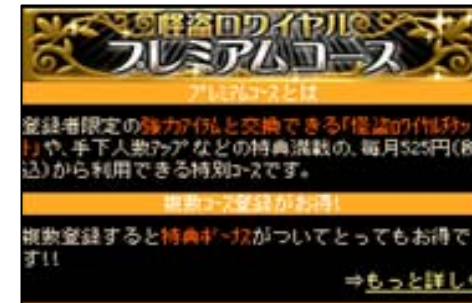 怪盗ロワイヤル
プレミアムコース
プレミアムコースとは
登録者限定の強力アイテムと交換できる「怪盗ロワイヤルチケッ
ト」や、手下人数アップなどの特典満載の、毎月525円(税
込)から利用できる特別コースです。
複数コース登録がお得!
複数登録すると特典ボーナスがついてとってもお得で
す!!
⇒もっと詳しく